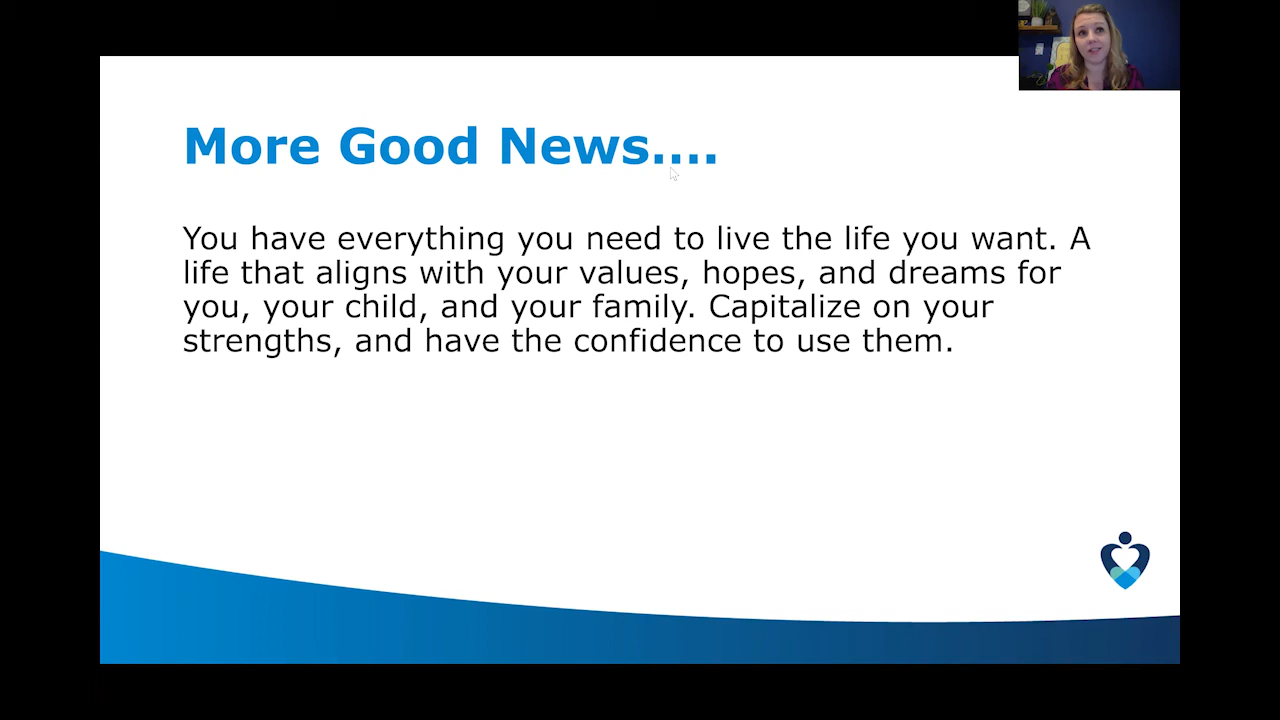 More Good News....
You have everything you need to live the life you want. A
life that aligns with your values, hopes, and dreams for
you, your child, and your family. Capitalize on your
strengths, and have the confidence to use them.